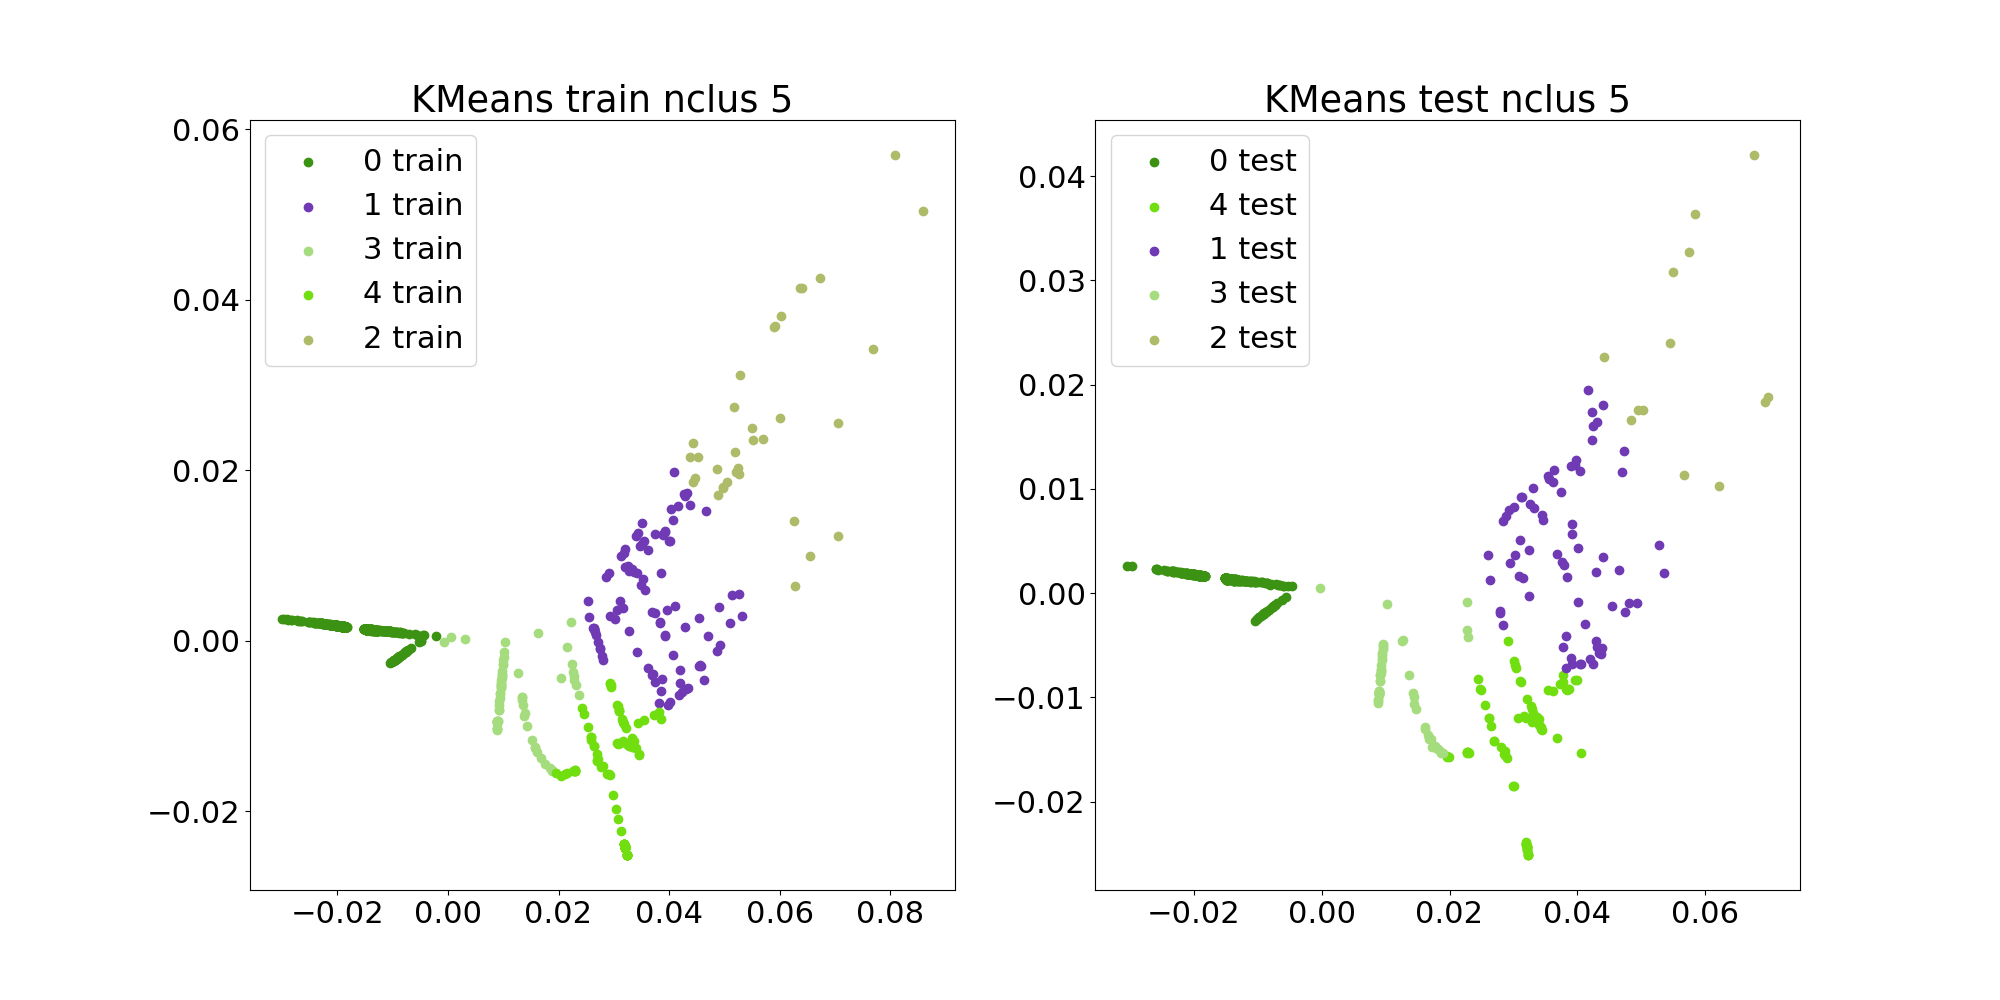 KMeans train nclus 5
0.06
0.04
0.02
0.00
−0.02
0 train
1 train
3 train
4 train
2 train
−0.02 0.00 0.02 0.04 0.06 0.08
KMeans test nclus 5
0.04
0.03
0.02
0.01
0.00
−0.01
−0.02
0 test
4 test
1 test
3 test
2 test
−0.02 0.00 0.02 0.04 0.06